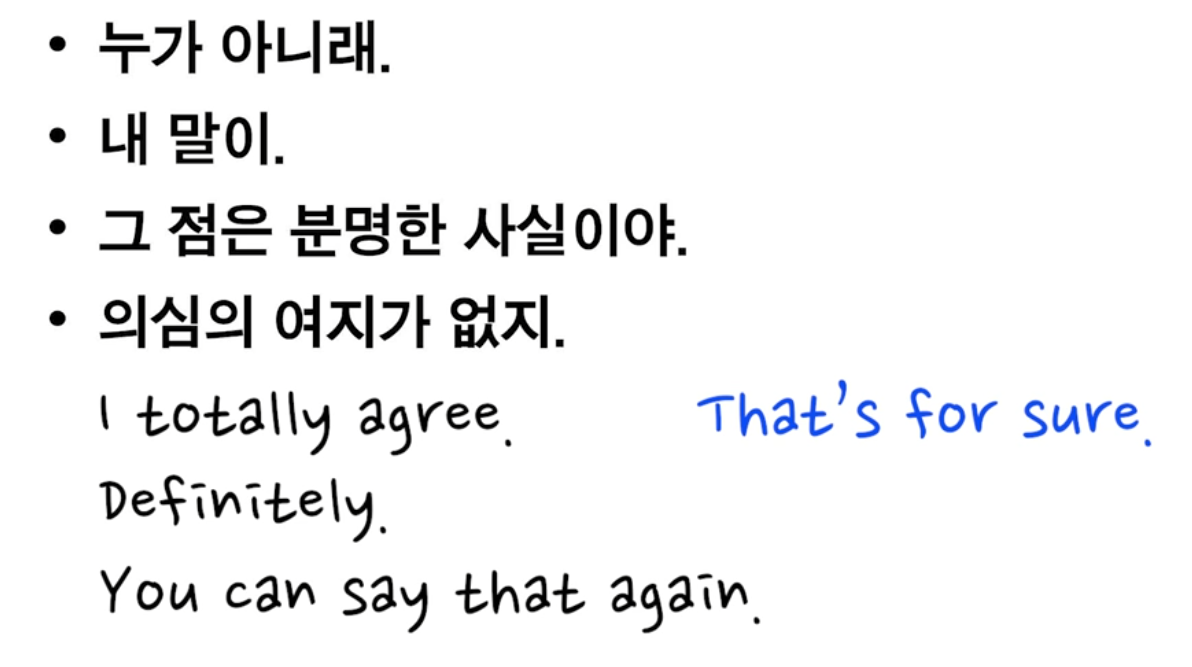 • 누가 아니래.
• 내 말이.
• 그 점은 분명한 사실이야.
• 의심의 여지가 없지.
I totally agree. That's for sure.
Definitely.
You can say that again.